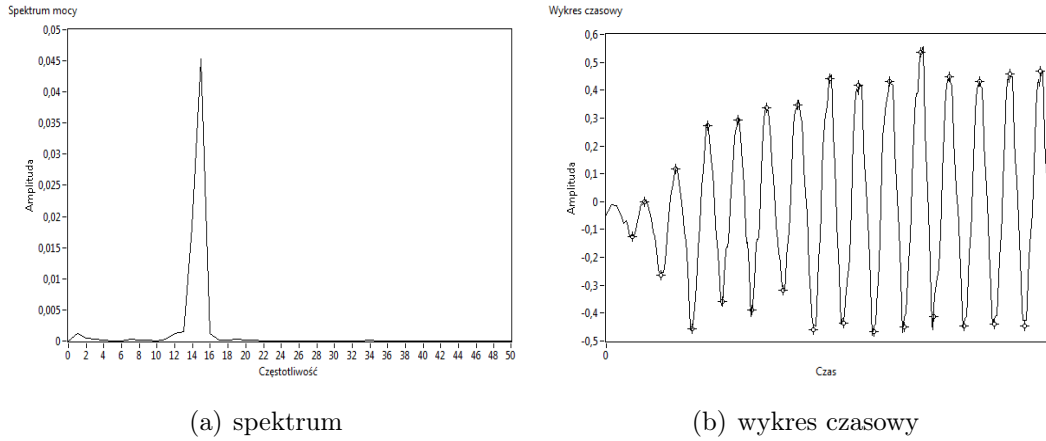 Spektrum mocy
0,05
0,045
0,04
0,035
0,03
0,025
0,02
0,015
0,01
0,005
0
Amplituda
0 2 4 6 8 10 12 14 16 18 20 22 24 26 28 30 32 34 36 38 40 42 44 46 48 50
Częstotliwość
(a) spektrum
Wykres czasowy
0,6
0,5
0,4
0,3
0,2
0,1
0
-0,1
-0,2
-0,3
-0,4
-0,5
Amplituda
0
Czas
(b) wykres czasowy